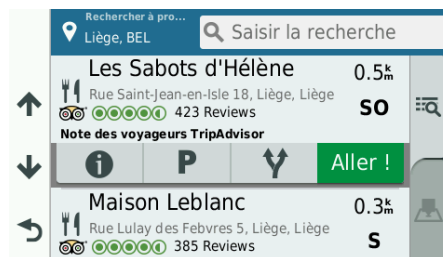 Rechercher à pro...
Liège, BEL
Saisir la recherche
Les Sabots d'Hélène 0.5km
Rue Saint-Jean-en-Isle 18, Liège, Liège
423 Reviews SO
Note des voyageurs TripAdvisor
P Aller !
Maison Leblanc 0.3km
Rue Lulay des Febvres 5, Liège, Liège
385 Reviews S